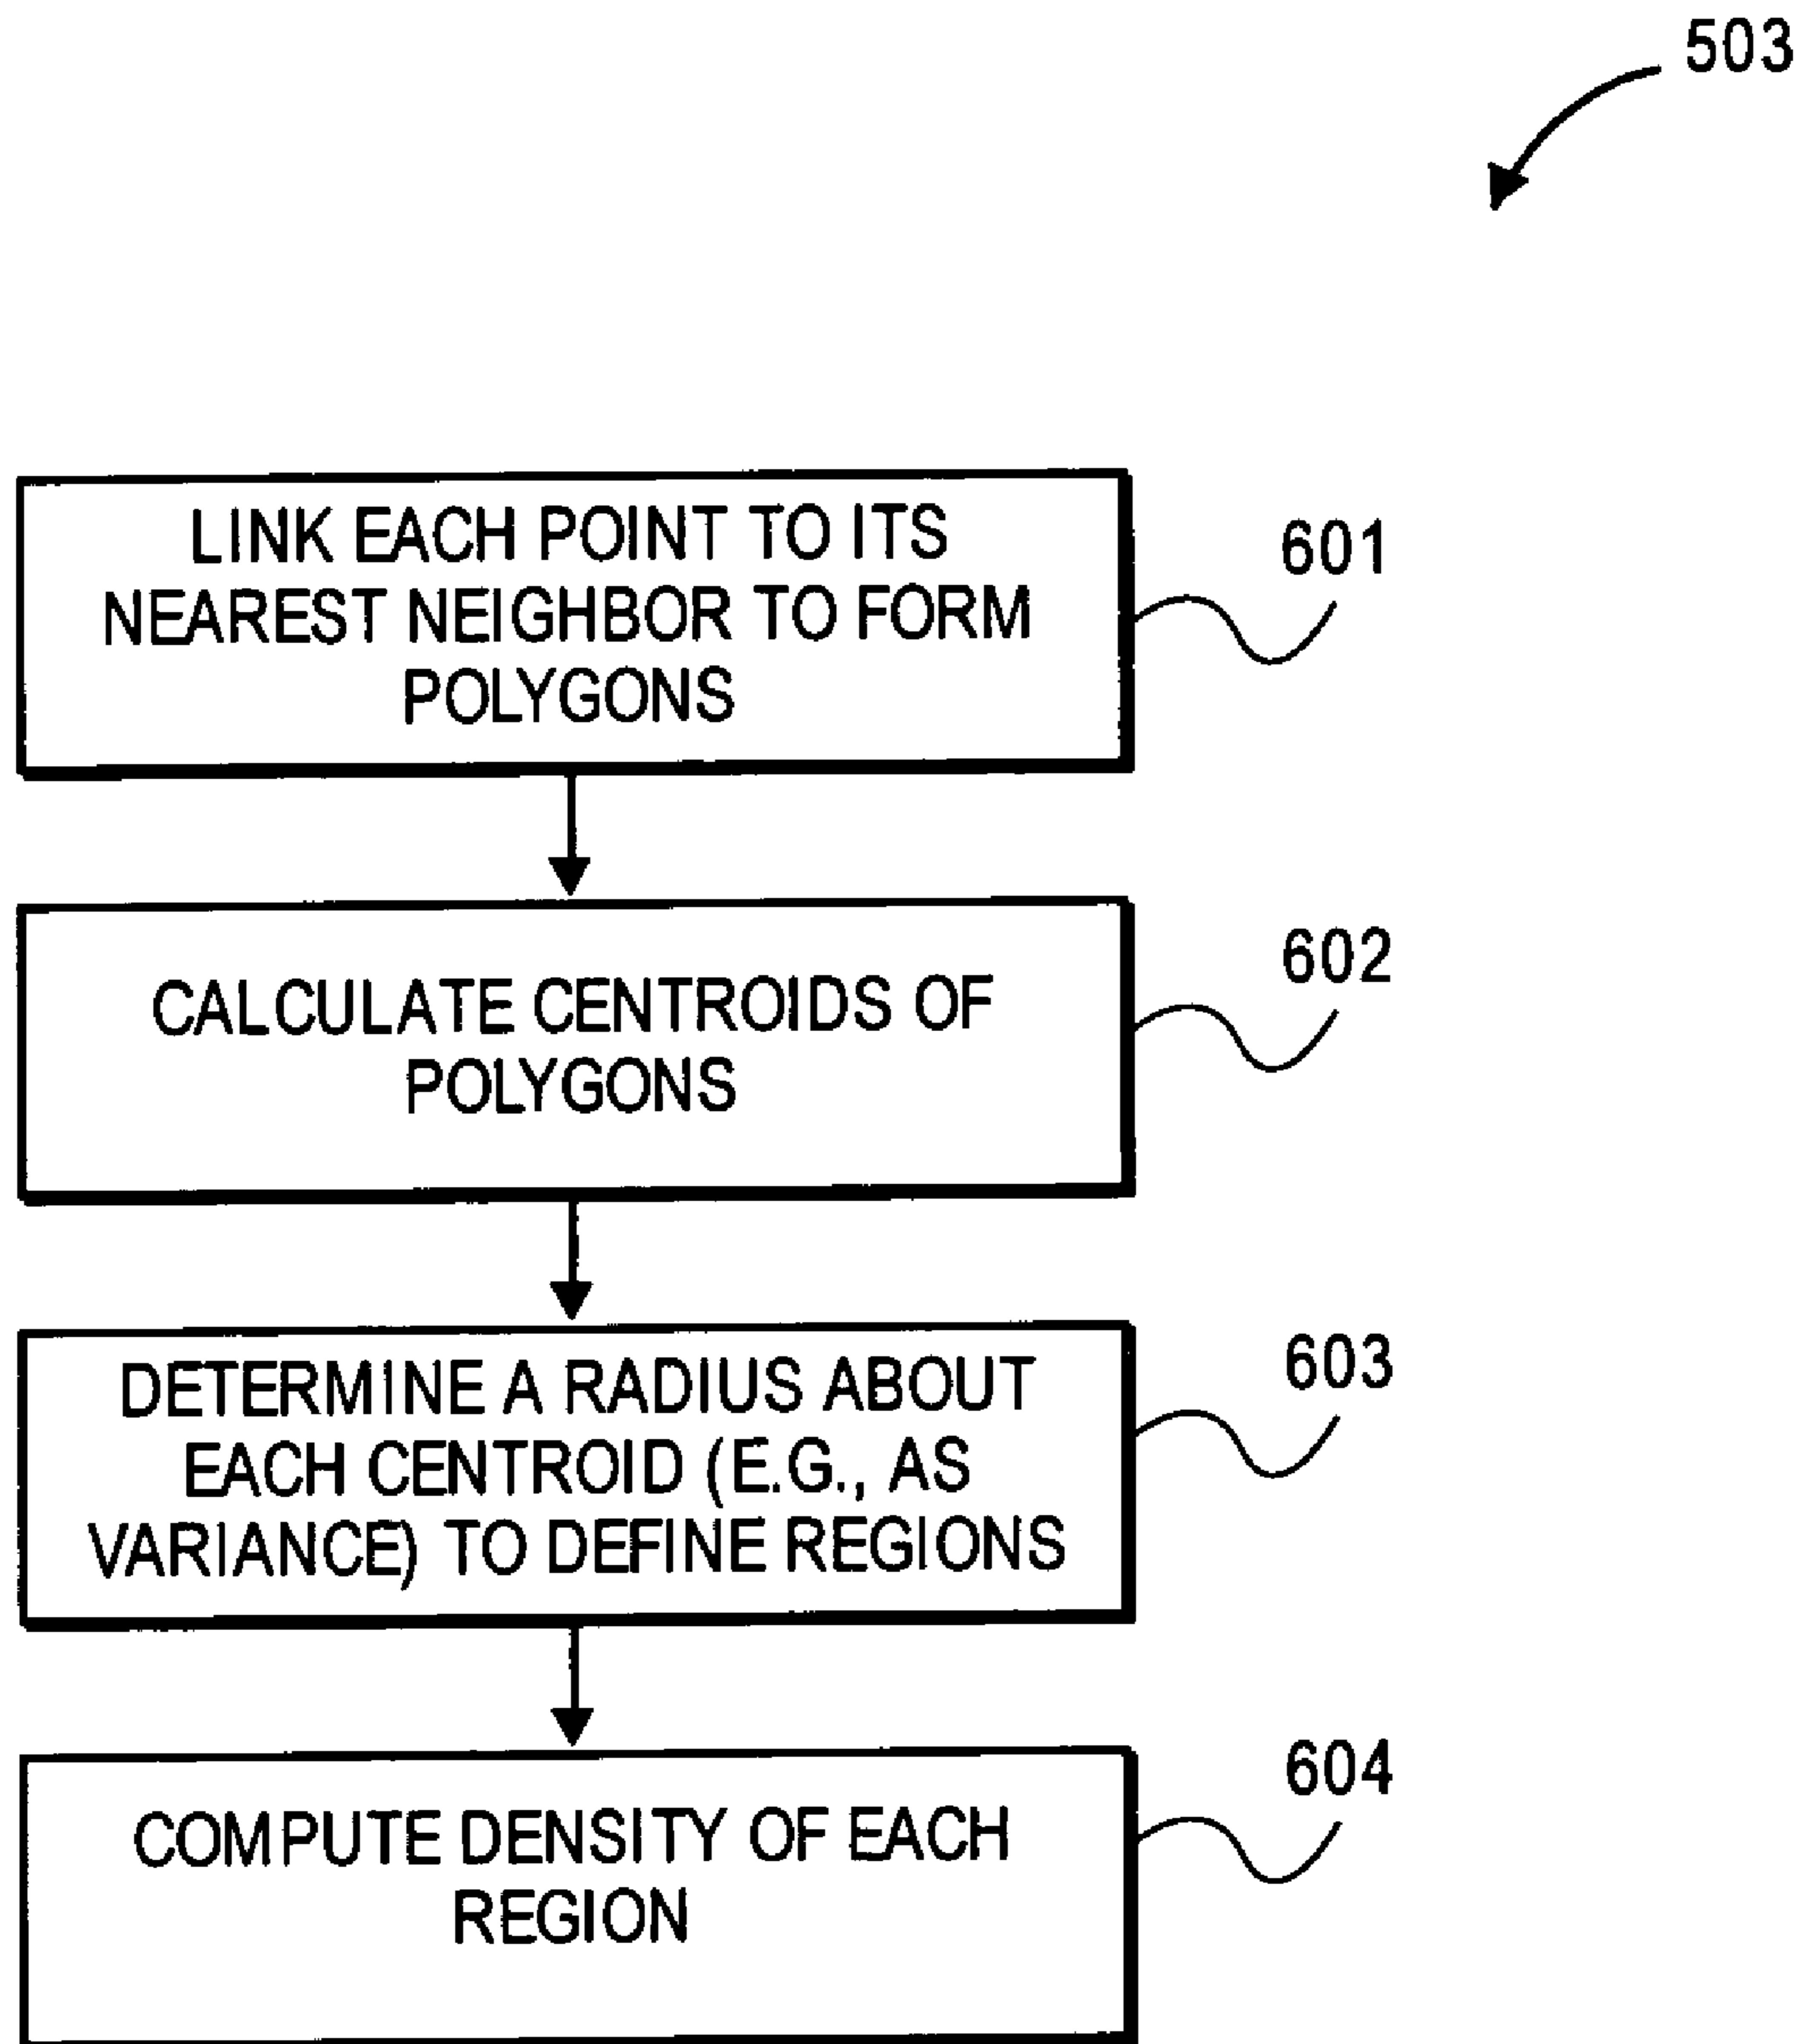 503
LINK EACH POINT TO ITS
NEAREST NEIGHBOR TO FORM
POLYGONS
601
CALCULATE CENTROIDS OF
POLYGONS
602
DETERMINE A RADIUS ABOUT
EACH CENTROID (E.G., AS
VARIANCE) TO DEFINE REGIONS
603
COMPUTE DENSITY OF EACH
REGION
604